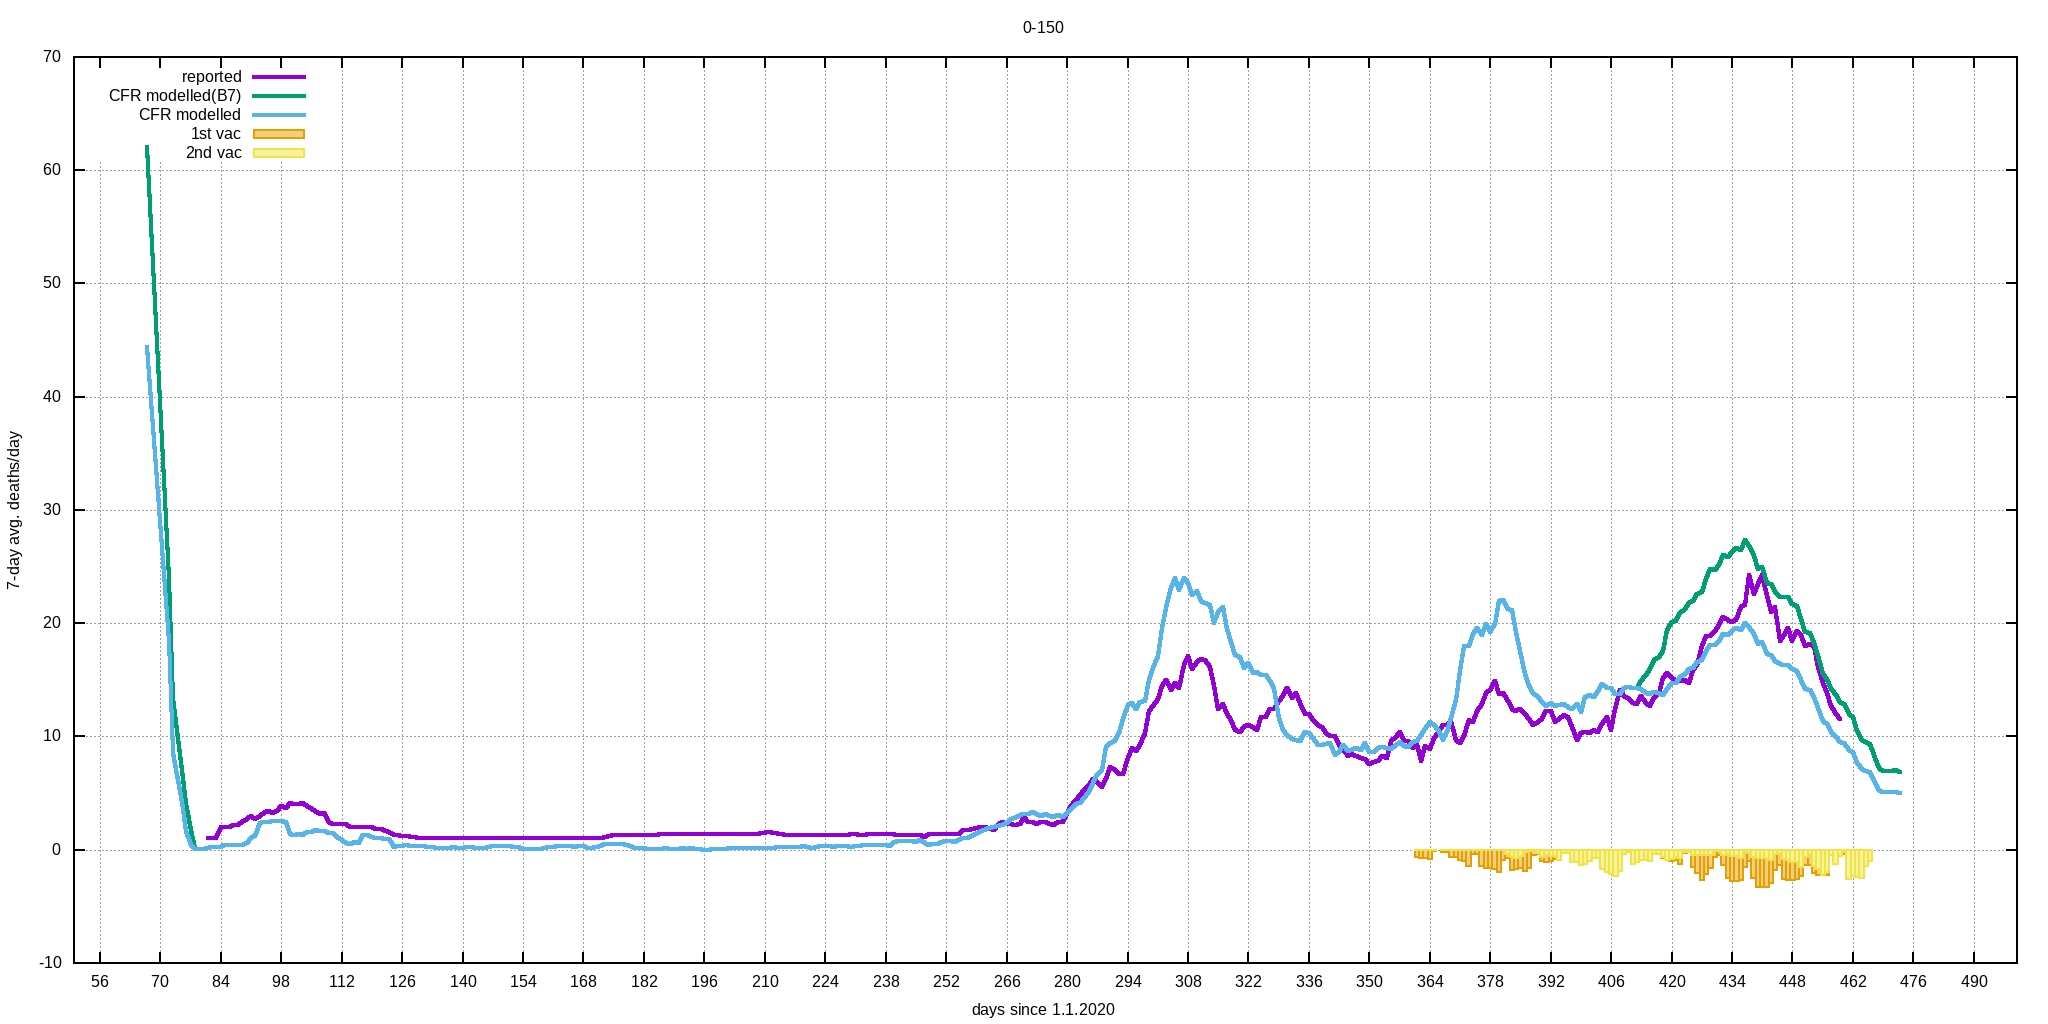 0-150
70
60
50
40
30
20
10
0
-10
7-day avg. deaths/day
reported
CFR modelled(B7)
CFR modelled
1st vac
2nd vac
56 70 84 98 112 126 140 154 168 182 196 210 224 238 252 266 280 294 308 322 336 350 364 378 392 406 420 434 448 462 476 490
days since 1.1.2020